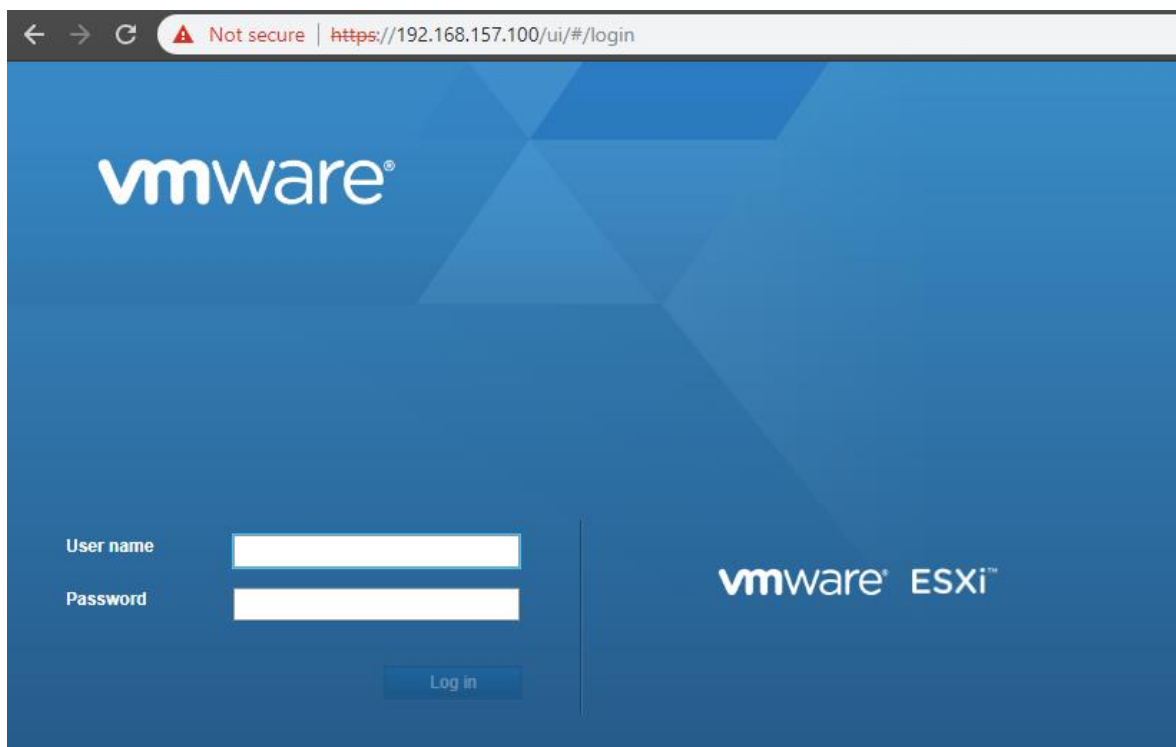 Not secure | https://192.168.157.100/ui/#/login
vmware®
User name
Password
vmware® ESXi™
Log in